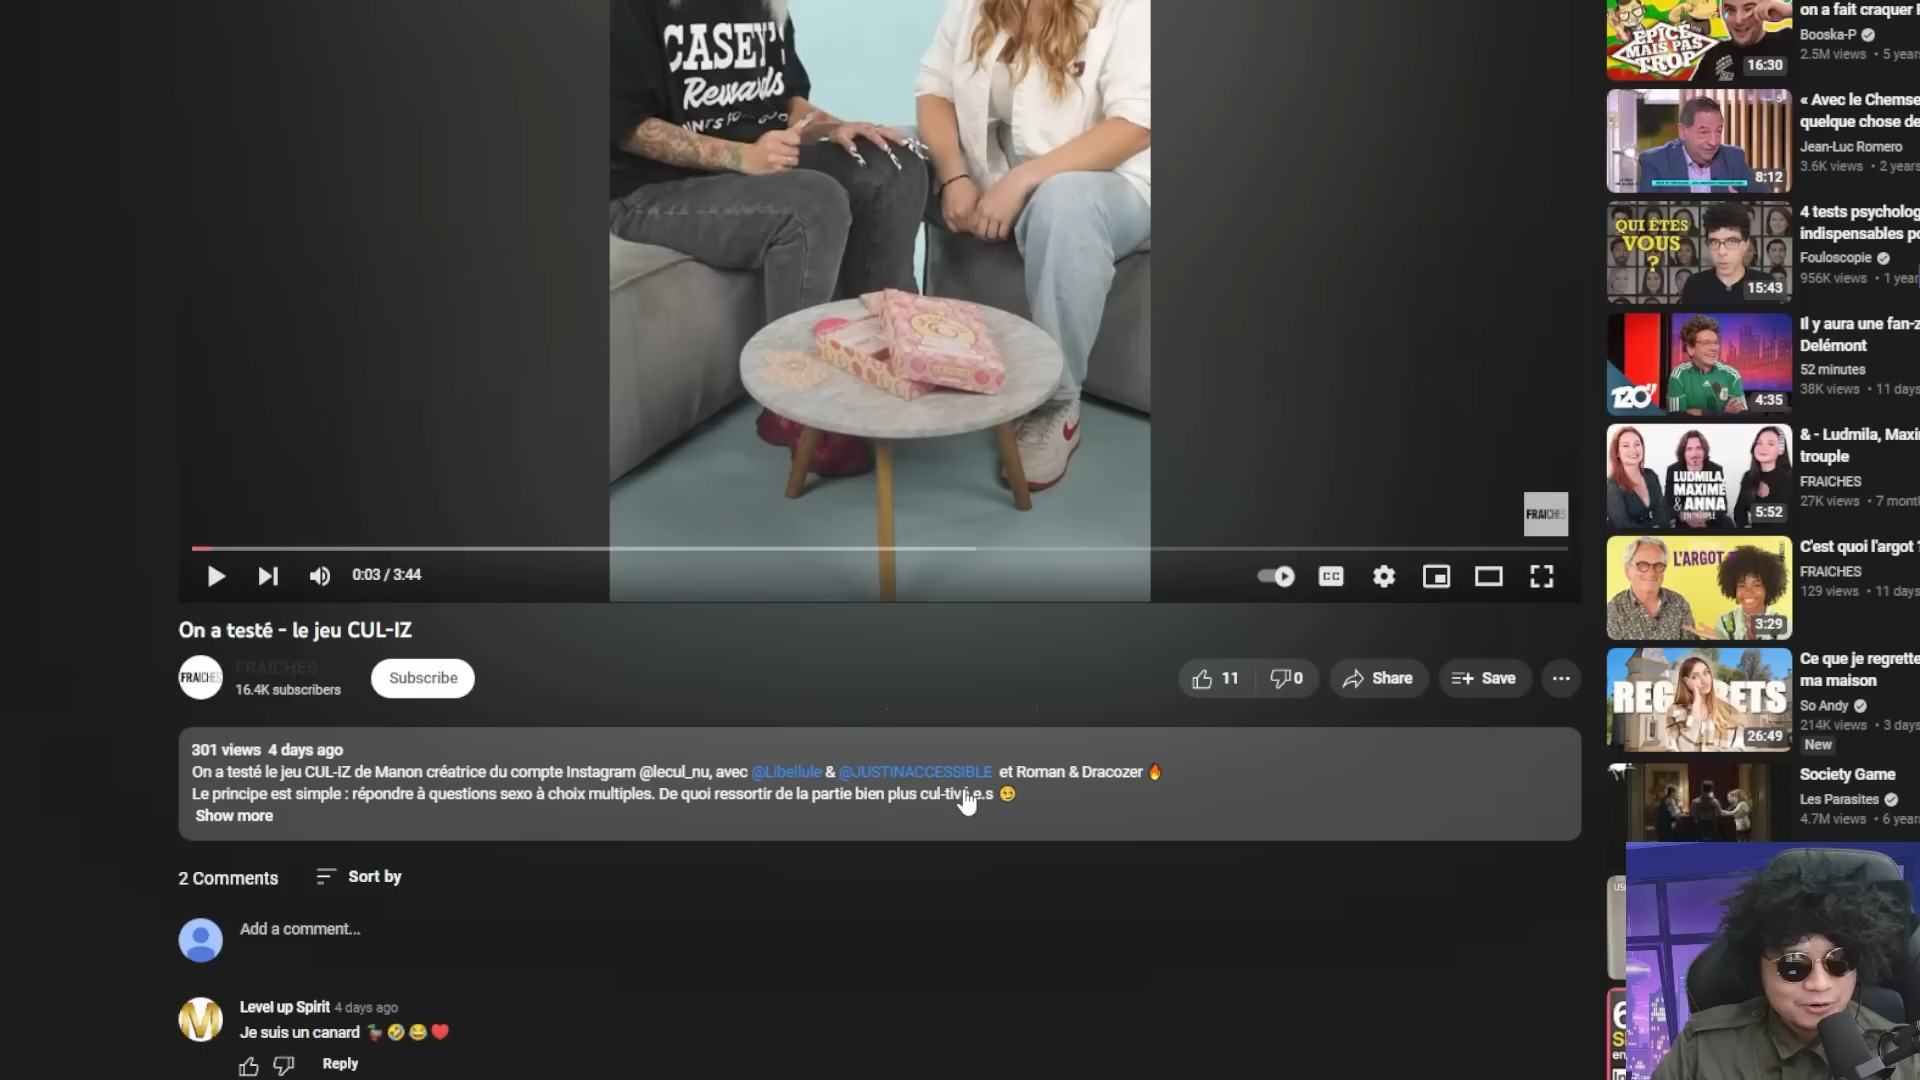 CASEY'S
Rewards
FRAICHES
0:03 / 3:44
CC
On a testé - le jeu CUL-IZ
FRAICHES
FRAICHES
16.4K subscribers
Subscribe
11
0
Share
Save
301 views 4 days ago
On a testé le jeu CUL-IZ de Manon créatrice du compte Instagram @lecul_nu, avec @Libellule & @JUSTINACCESSIBLE et Roman & Dracozer 🔥
Le principe est simple : répondre à questions sexo à choix multiples. De quoi ressortir de la partie bien plus cul-tivé.e.s 😏
Show more
2 Comments
Sort by
Add a comment...
Level up Spirit 4 days ago
Je suis un canard 🦆🤣😂❤️
Reply
ÉPICÉ
MAIS PAS
TROP
16:30
on a fait craquer
Booska-P
2.5M views • 5 years
8:12
« Avec le Chemse
quelque chose de
Jean-Luc Romero
3.6K views • 2 years
QUI ÊTES
VOUS
?
15:43
4 tests psycholog
indispensables po
Fouloscopie
956K views • 1 year
120"
4:35
Il y aura une fan-z
Delémont
52 minutes
38K views • 11 days
LUDMILA
MAXIME
& ANNA
EN TROUPLE
5:52
& - Ludmila, Maxi
trouple
FRAICHES
27K views • 7 month
L'ARGOT
3:29
C'est quoi l'argot ?
FRAICHES
129 views • 11 days
REGRETS
26:49
Ce que je regrette
ma maison
So Andy
214K views • 3 days
New
Society Game
Les Parasites
4.7M views • 6 years